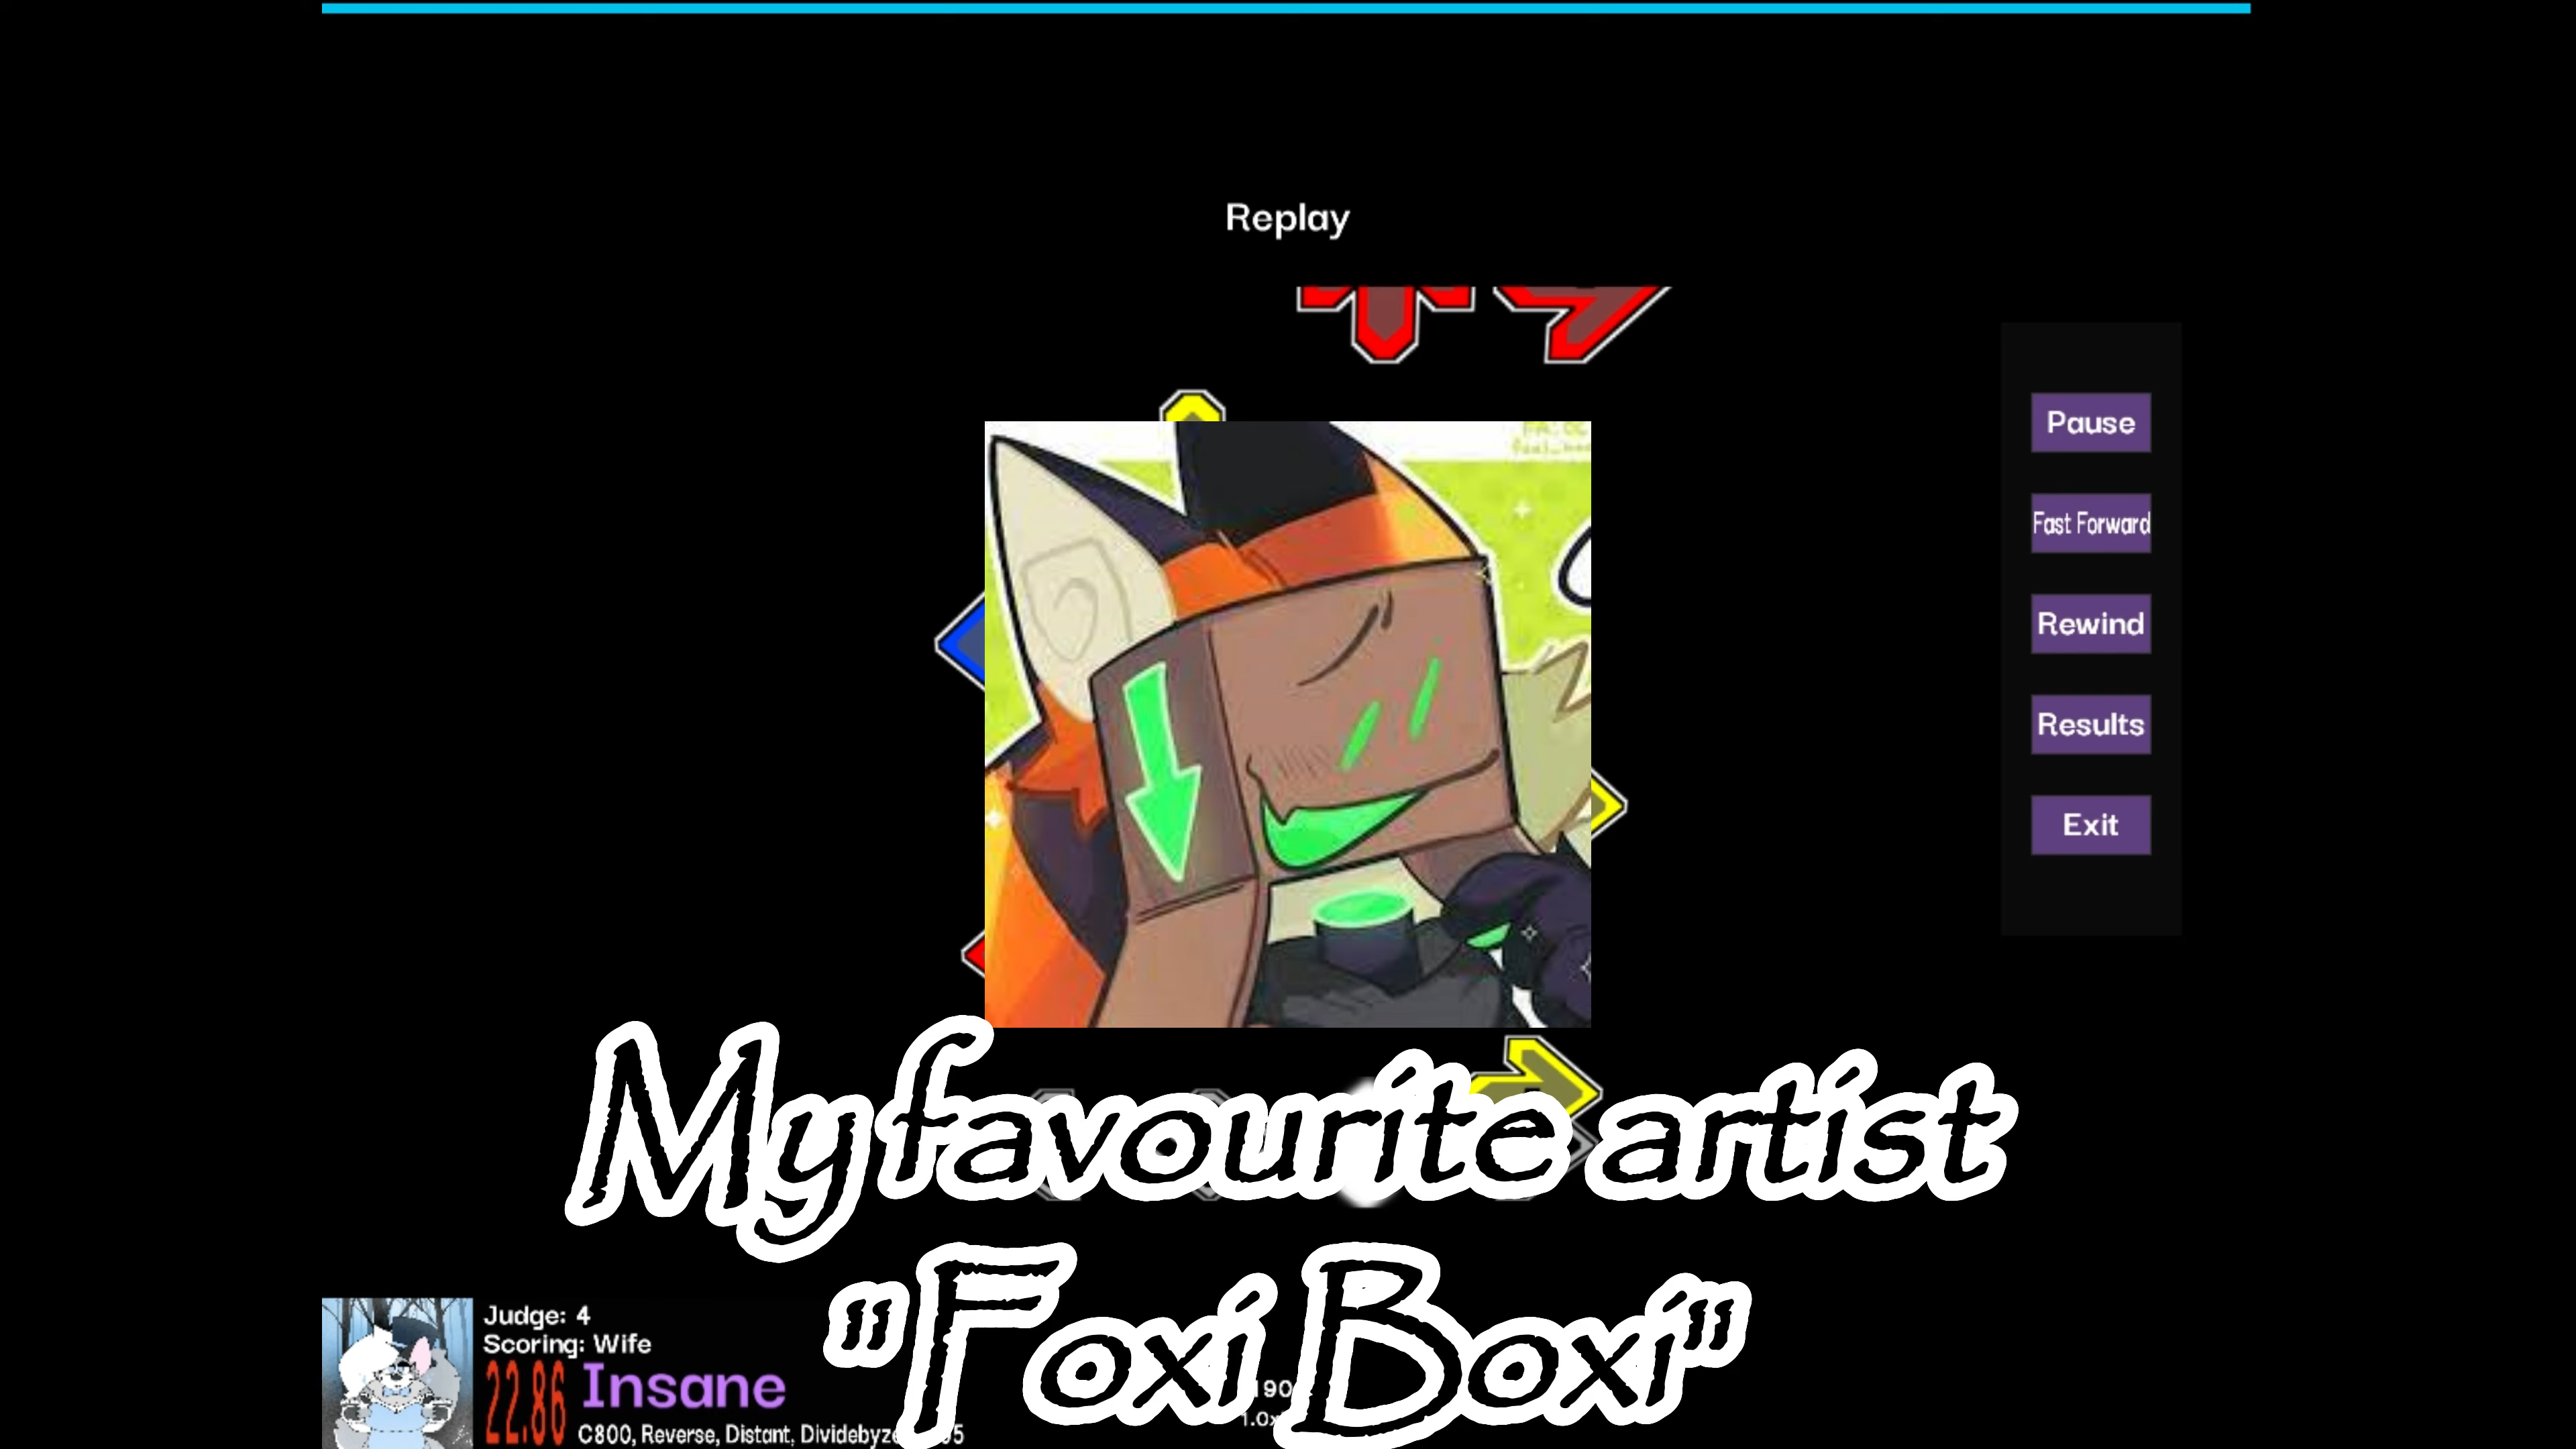 Replay
Pause
Fast Forward
Rewind
Results
Exit
My favourite artist
"Foxi Boxi"
Judge: 4
Scoring: Wife
22.86 Insane
C800, Reverse, Distant,